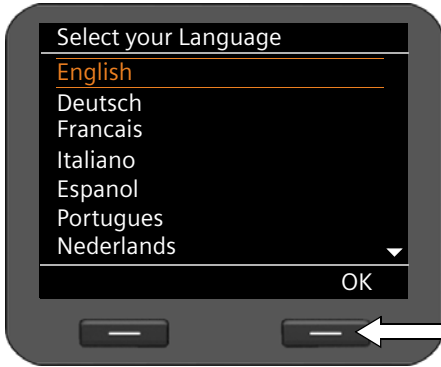 Select your Language
English
Deutsch
Francais
Italiano
Espanol
Portugues
Nederlands
OK